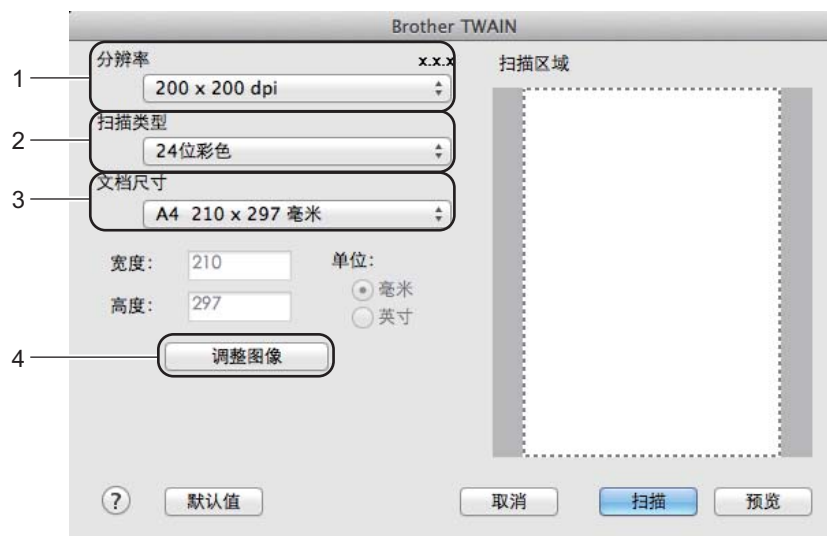 Brother TWAIN
1
分辨率 x.x.x
200 x 200 dpi
2
扫描类型
24位彩色
3
文档尺寸
A4 210 x 297 毫米
宽度： 210
高度： 297
单位：
毫米
英寸
4
调整图像
扫描区域
? 默认值 取消 扫描 预览